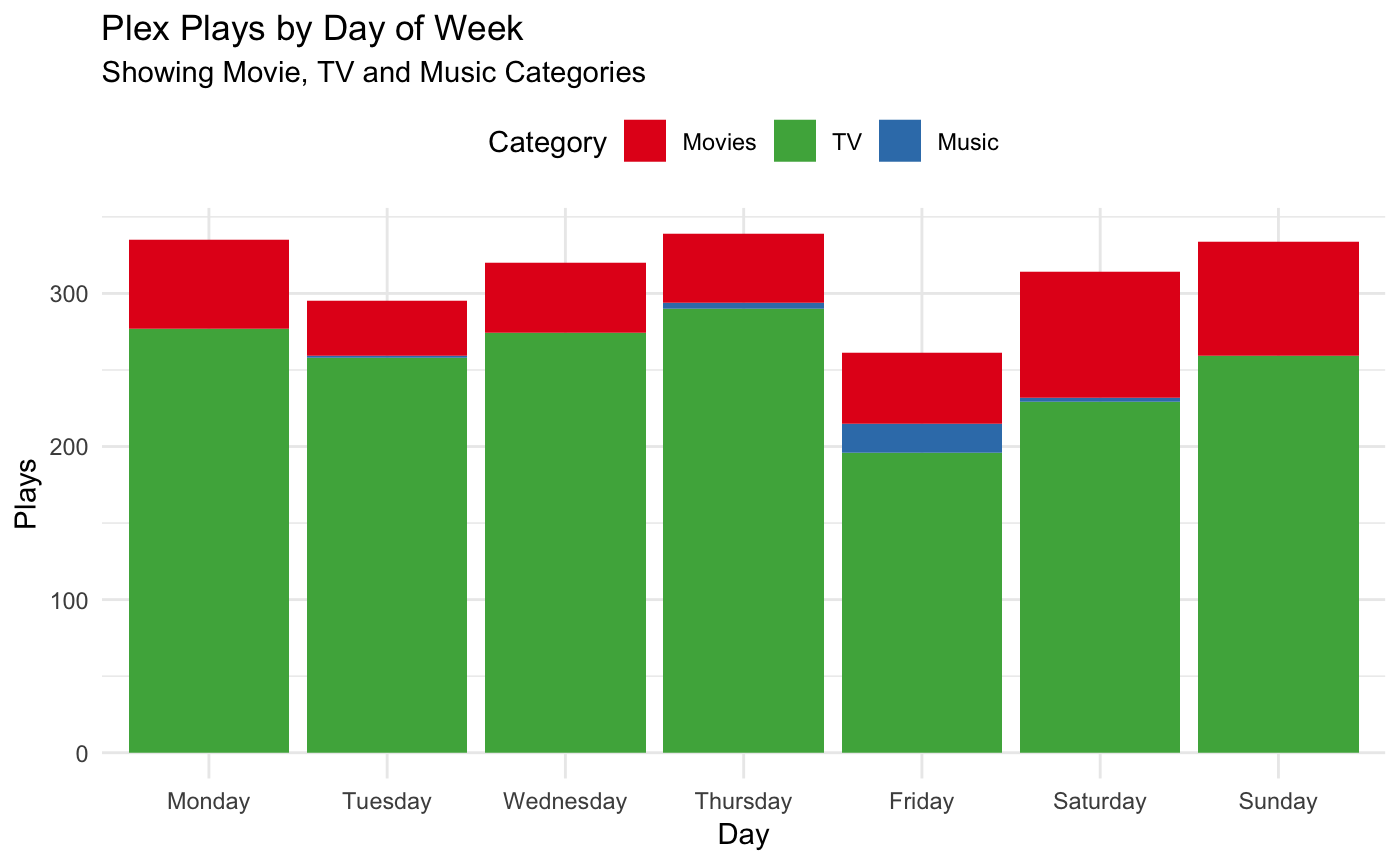 Plex Plays by Day of Week
Showing Movie, TV and Music Categories
Category Movies TV Music
Plays
300
200
100
0
Monday Tuesday Wednesday Thursday Friday Saturday Sunday
Day